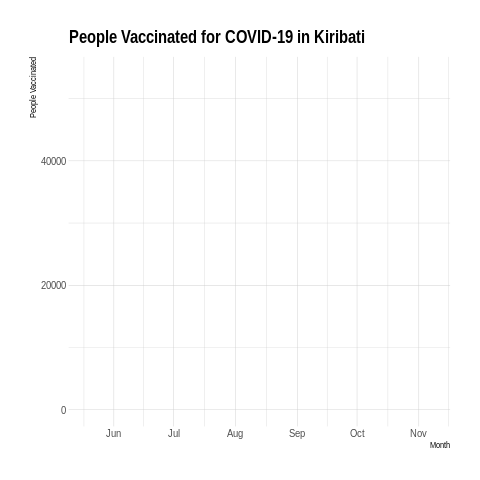 People Vaccinated for COVID-19 in Kiribati
People Vaccinated
40000
20000
0
Jun Jul Aug Sep Oct Nov
Month